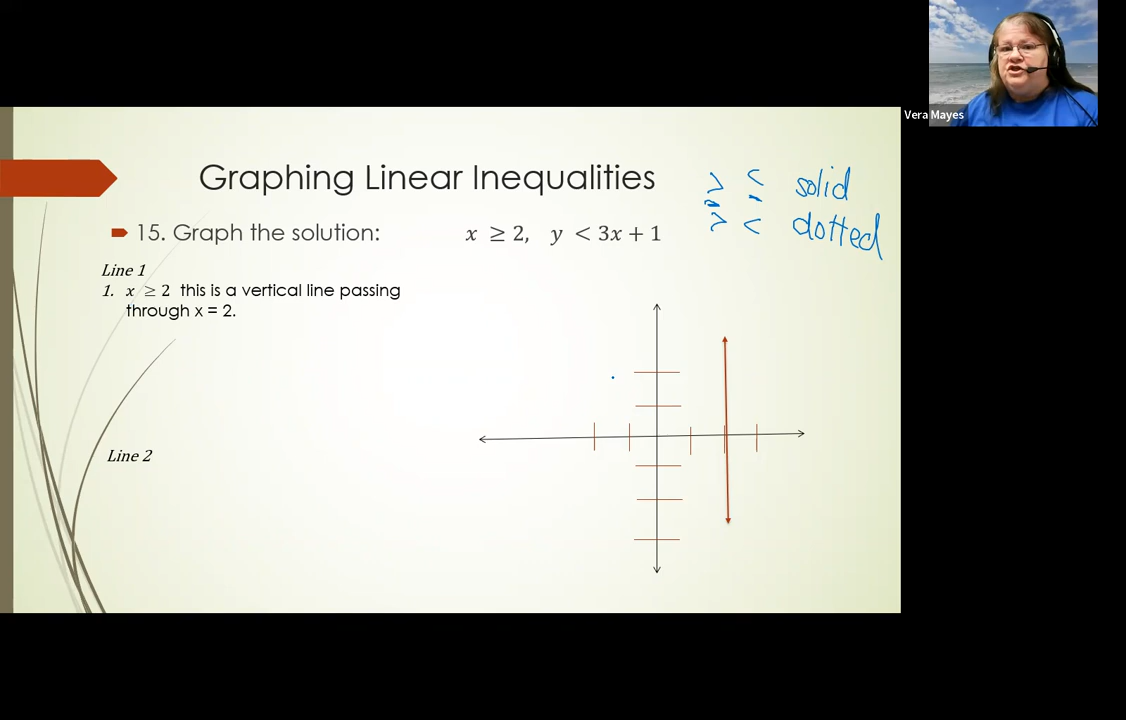 Graphing Linear Inequalities
≥ ≤ solid
> < dotted
15. Graph the solution: x ≥ 2, y < 3x + 1
Line 1
1. x ≥ 2 this is a vertical line passing
through x = 2.
Line 2
Vera Mayes